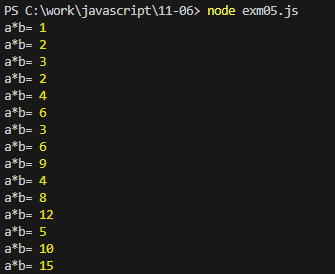 PS C:\work\javascript\11-06> node exm05.js
a*b= 1
a*b= 2
a*b= 3
a*b= 2
a*b= 4
a*b= 6
a*b= 3
a*b= 6
a*b= 9
a*b= 4
a*b= 8
a*b= 12
a*b= 5
a*b= 10
a*b= 15